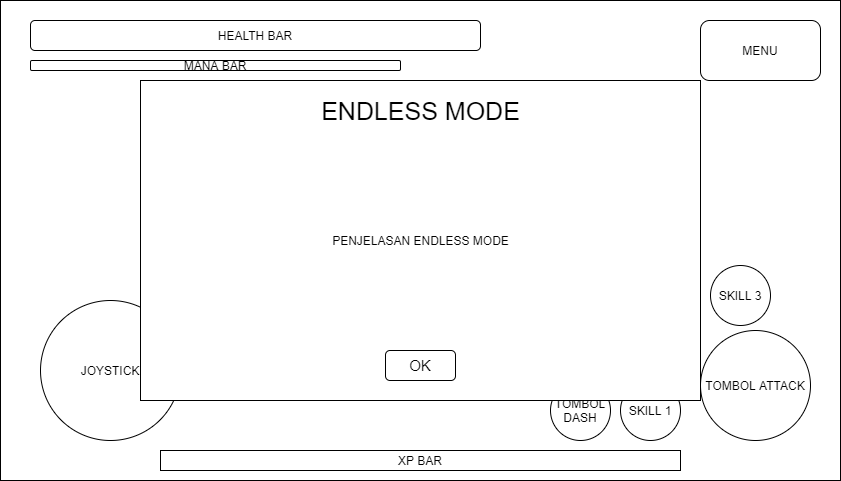 HEALTH BAR
MENU
MANA BAR
ENDLESS MODE
PENJELASAN ENDLESS MODE
SKILL 3
JOYSTICK
OK
TOMBOL ATTACK
TOMBOL
DASH
SKILL 1
XP BAR